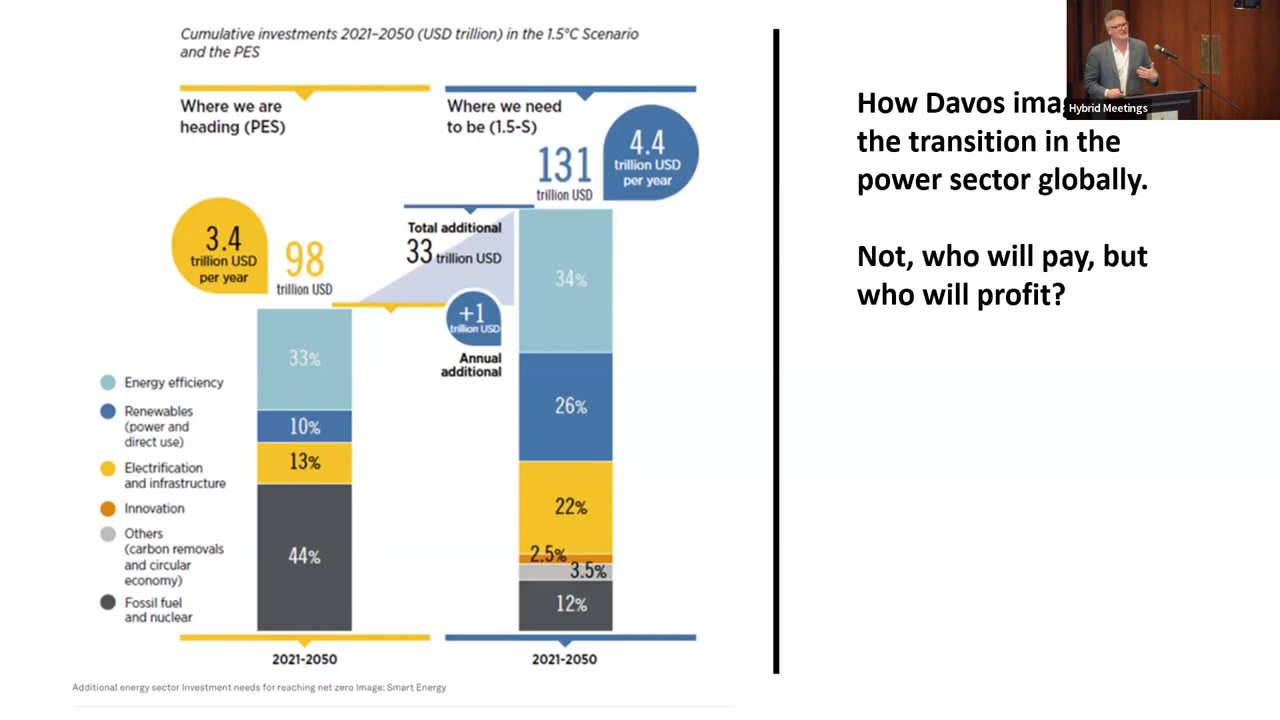 Cumulative investments 2021–2050 (USD trillion) in the 1.5°C Scenario
and the PES
Where we are
heading (PES)
3.4
trillion USD
per year
98
trillion USD
33%
10%
13%
44%
2021-2050
Where we need
to be (1.5-S)
131
trillion USD
4.4
trillion USD
per year
Total additional
33 trillion USD
+1
trillion USD
Annual
additional
34%
26%
22%
2.5%
3.5%
12%
2021-2050
Energy efficiency
Renewables
(power and
direct use)
Electrification
and infrastructure
Innovation
Others
(carbon removals
and circular
economy)
Fossil fuel
and nuclear
Additional energy sector Investment needs for reaching net zero Image: Smart Energy
How Davos
the transition in the
power sector globally.
Not, who will pay, but
who will profit?
Hybrid Meetings